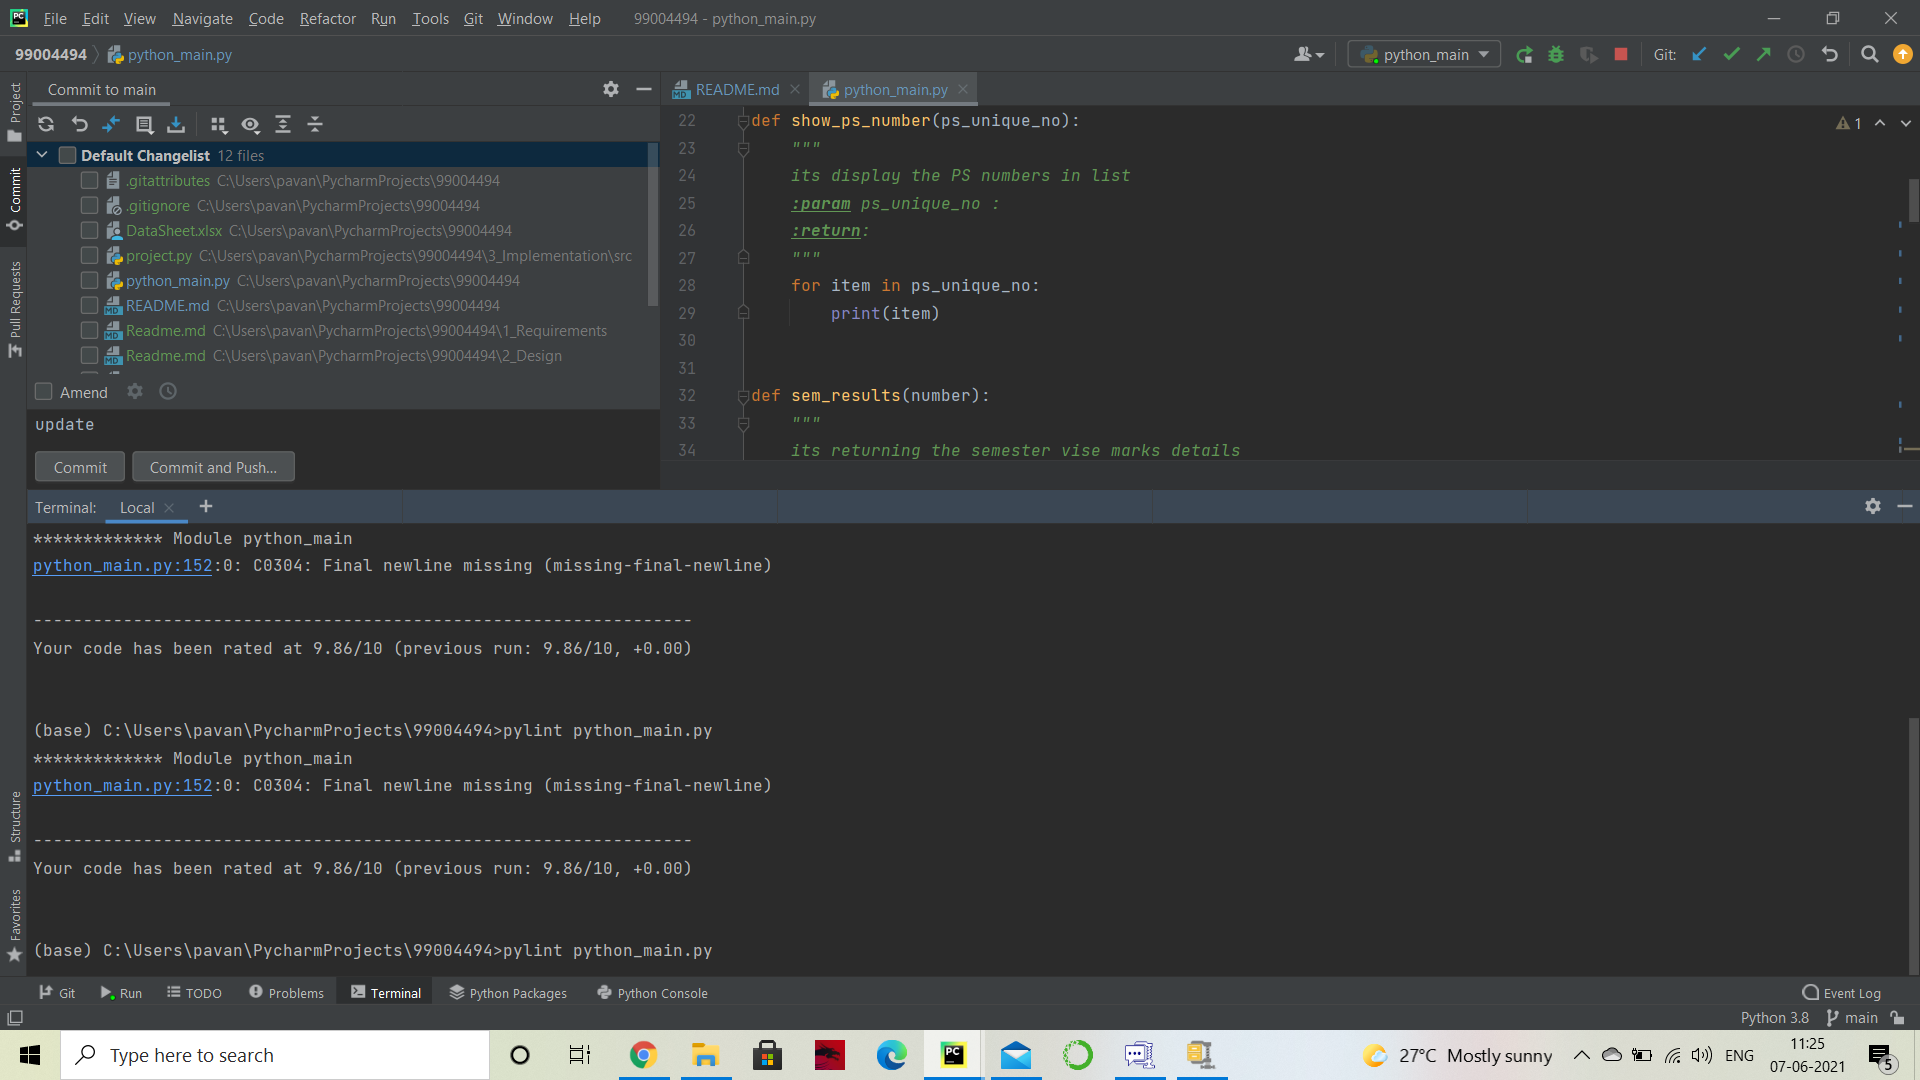 PC File Edit View Navigate Code Refactor Run Tools Git Window Help 99004494 - python_main.py
99004494 python_main.py python_main Git:
Project
Commit
Pull Requests
Structure
Favorites
Commit to main
Default Changelist 12 files
.gitattributes C:\Users\pavan\PycharmProjects\99004494
.gitignore C:\Users\pavan\PycharmProjects\99004494
DataSheet.xlsx C:\Users\pavan\PycharmProjects\99004494
project.py C:\Users\pavan\PycharmProjects\99004494\3_Implementation\src
python_main.py C:\Users\pavan\PycharmProjects\99004494
README.md C:\Users\pavan\PycharmProjects\99004494
Readme.md C:\Users\pavan\PycharmProjects\99004494\1_Requirements
Readme.md C:\Users\pavan\PycharmProjects\99004494\2_Design
Amend
update
Commit Commit and Push...
README.md python_main.py
1
22 def show_ps_number(ps_unique_no):
23 """
24 its display the PS numbers in list
25 :param ps_unique_no :
26 :return:
27 """
28 for item in ps_unique_no:
29 print(item)
30
31
32 def sem_results(number):
33 """
34 its returning the semester vise marks details
Terminal: Local
************* Module python_main
python_main.py:152:0: C0304: Final newline missing (missing-final-newline)
------------------------------------------------------------------
Your code has been rated at 9.86/10 (previous run: 9.86/10, +0.00)
(base) C:\Users\pavan\PycharmProjects\99004494>pylint python_main.py
************* Module python_main
python_main.py:152:0: C0304: Final newline missing (missing-final-newline)
------------------------------------------------------------------
Your code has been rated at 9.86/10 (previous run: 9.86/10, +0.00)
(base) C:\Users\pavan\PycharmProjects\99004494>pylint python_main.py
Git Run TODO Problems Terminal Python Packages Python Console Event Log
Python 3.8 main
Type here to search
PC
27°C Mostly sunny
ENG
11:25
07-06-2021
5